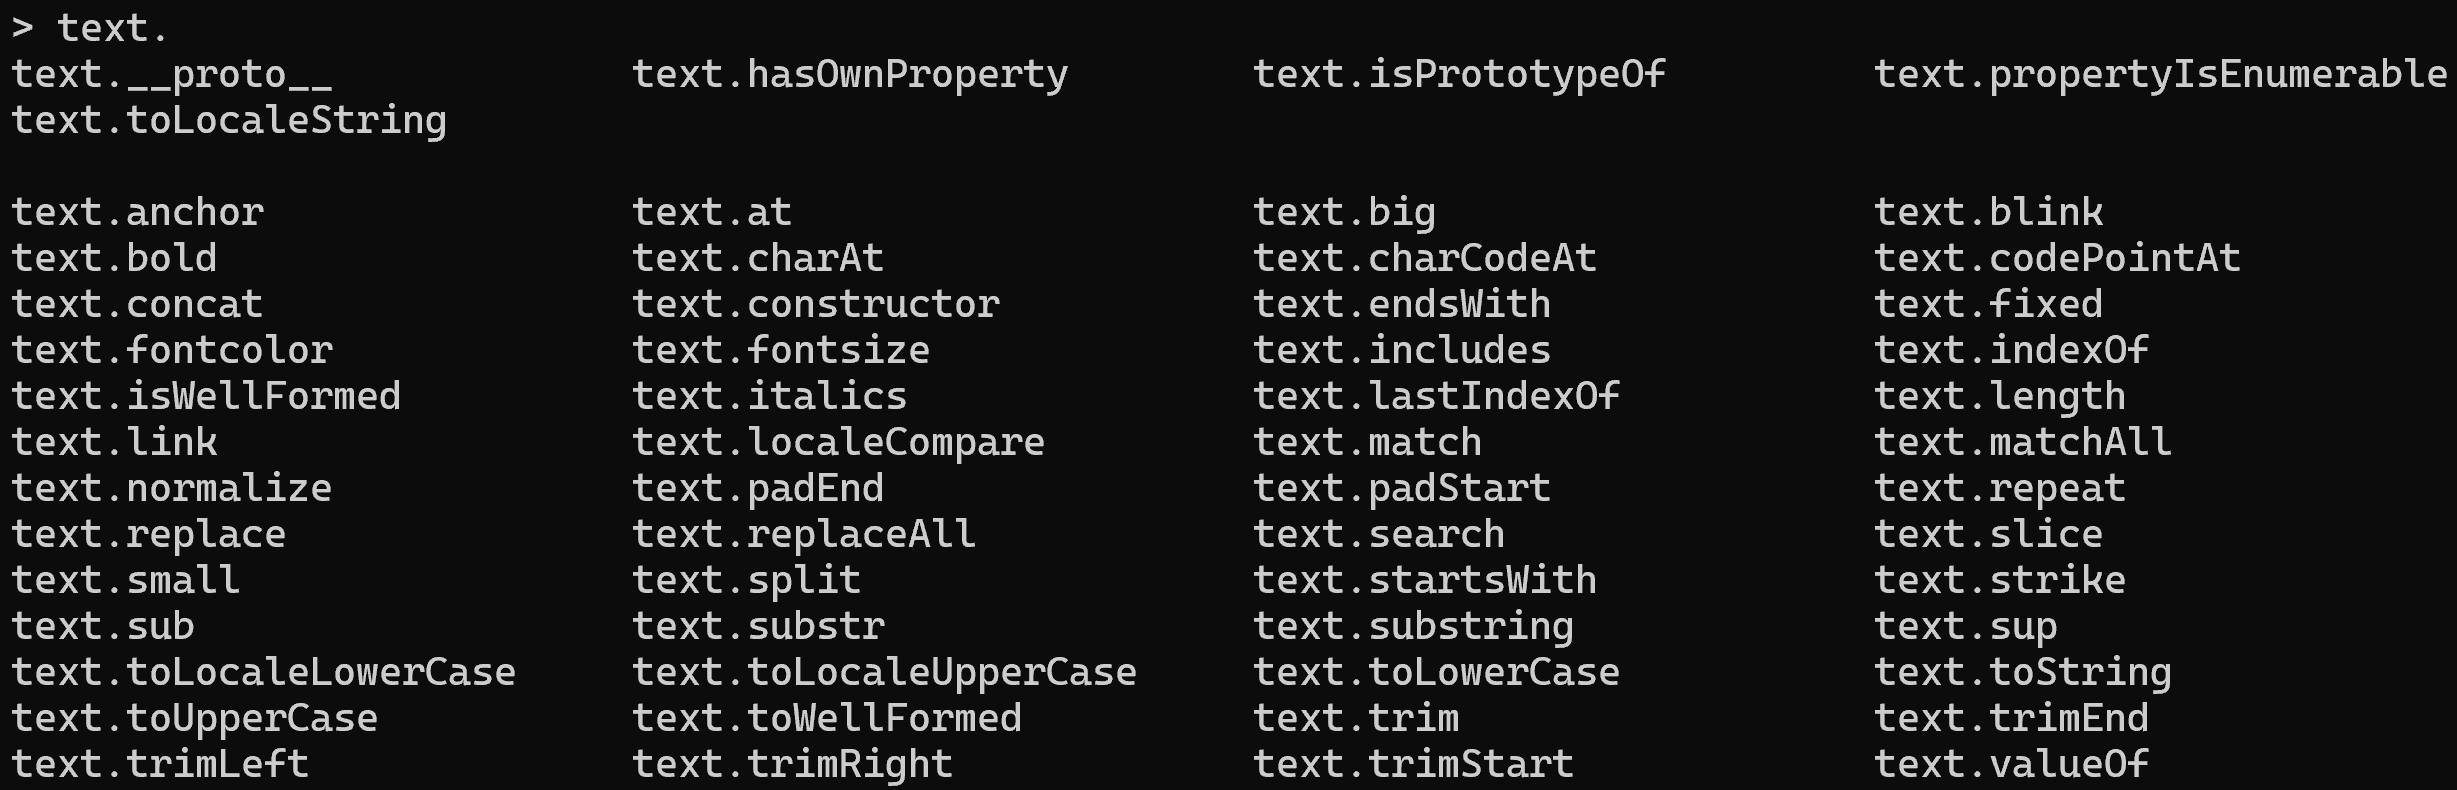 > text.
text.__proto__ text.hasOwnProperty text.isPrototypeOf text.propertyIsEnumerable
text.toLocaleString
text.anchor text.at text.big text.blink
text.bold text.charAt text.charCodeAt text.codePointAt
text.concat text.constructor text.endsWith text.fixed
text.fontcolor text.fontsize text.includes text.indexOf
text.isWellFormed text.italics text.lastIndexOf text.length
text.link text.localeCompare text.match text.matchAll
text.normalize text.padEnd text.padStart text.repeat
text.replace text.replaceAll text.search text.slice
text.small text.split text.startsWith text.strike
text.sub text.substr text.substring text.sup
text.toLocaleLowerCase text.toLocaleUpperCase text.toLowerCase text.toString
text.toUpperCase text.toWellFormed text.trim text.trimEnd
text.trimLeft text.trimRight text.trimStart text.valueOf